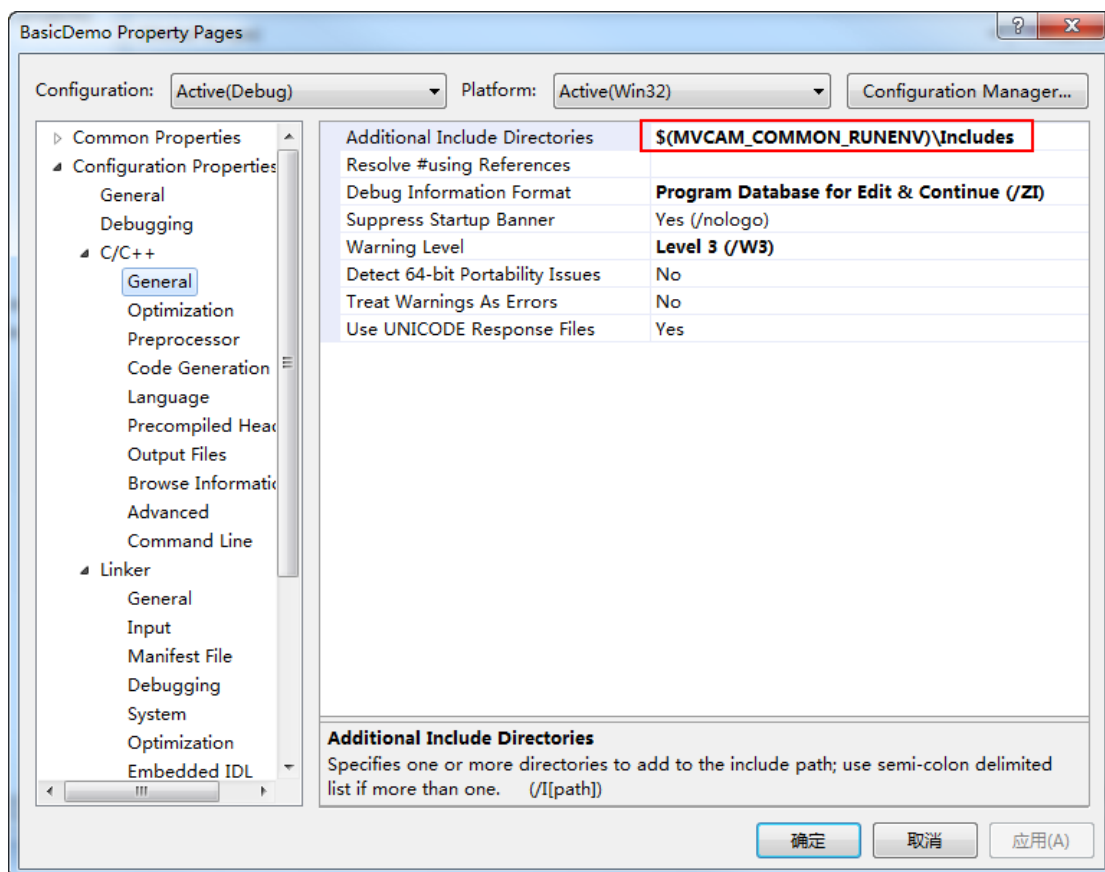 BasicDemo Property Pages
Configuration: Active(Debug) Platform: Active(Win32) Configuration Manager...
Common Properties
Configuration Properties
General
Debugging
C/C++
General
Optimization
Preprocessor
Code Generation
Language
Precompiled Head
Output Files
Browse Informatic
Advanced
Command Line
Linker
General
Input
Manifest File
Debugging
System
Optimization
Embedded IDL
Additional Include Directories $(MVCAM_COMMON_RUNENV)\Includes
Resolve #using References
Debug Information Format Program Database for Edit & Continue (/ZI)
Suppress Startup Banner Yes (/nologo)
Warning Level Level 3 (/W3)
Detect 64-bit Portability Issues No
Treat Warnings As Errors No
Use UNICODE Response Files Yes
Additional Include Directories
Specifies one or more directories to add to the include path; use semi-colon delimited
list if more than one. (/I[path])
确定 取消 应用(A)